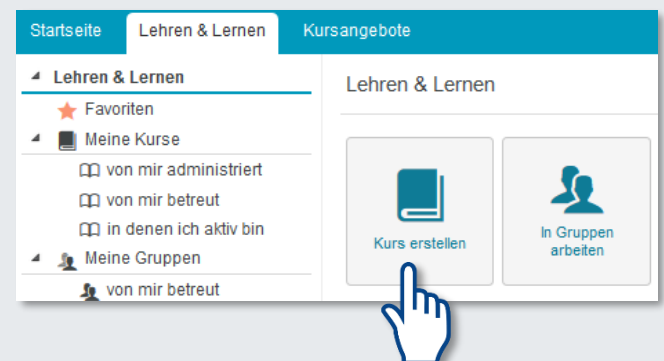 Startseite
Lehren & Lernen
Kursangebote
Lehren & Lernen
Favoriten
Meine Kurse
von mir administriert
von mir betreut
in denen ich aktiv bin
Meine Gruppen
von mir betreut
Lehren & Lernen
Kurs erstellen
In Gruppen
arbeiten